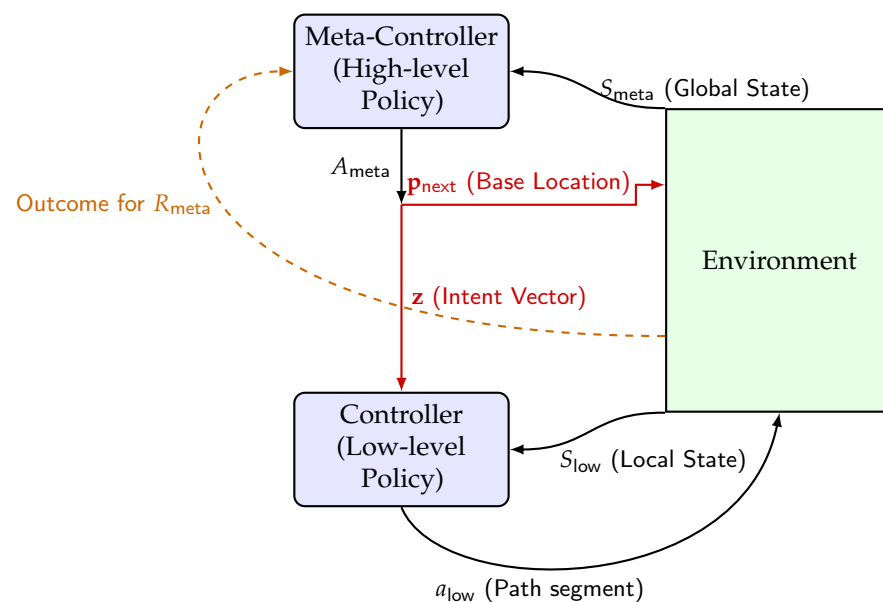 Meta-Controller
(High-level
Policy)
S_meta (Global State)
A_meta
p_next (Base Location)
Outcome for R_meta
Environment
z (Intent Vector)
Controller
(Low-level
Policy)
S_low (Local State)
a_low (Path segment)